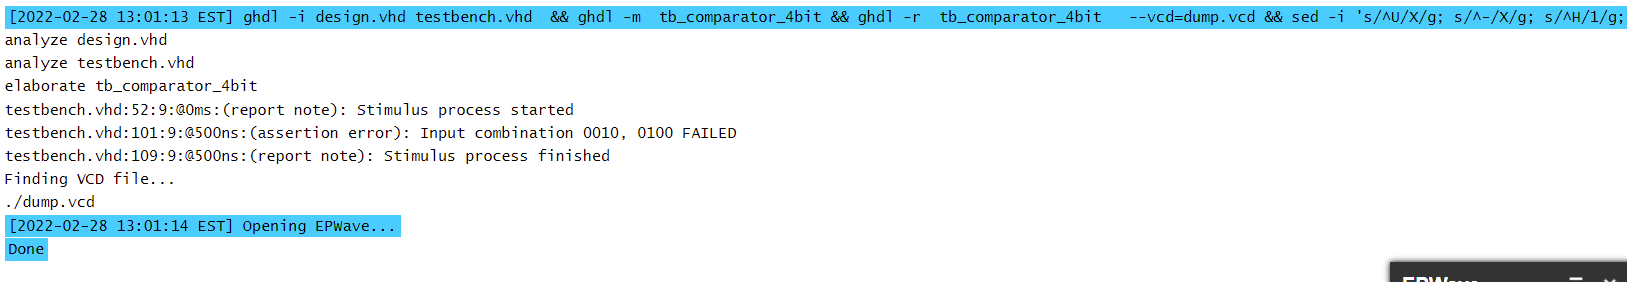 [2022-02-28 13:01:13 EST] ghdl -i design.vhd testbench.vhd  && ghdl -m  tb_comparator_4bit && ghdl -r  tb_comparator_4bit   --vcd=dump.vcd && sed -i 's/^U/X/g; s/^-/X/g; s/^H/1/g;
analyze design.vhd
analyze testbench.vhd
elaborate tb_comparator_4bit
testbench.vhd:52:9:@0ms:(report note): Stimulus process started
testbench.vhd:101:9:@500ns:(assertion error): Input combination 0010, 0100 FAILED
testbench.vhd:109:9:@500ns:(report note): Stimulus process finished
Finding VCD file...
./dump.vcd
[2022-02-28 13:01:14 EST] Opening EPWave...
Done